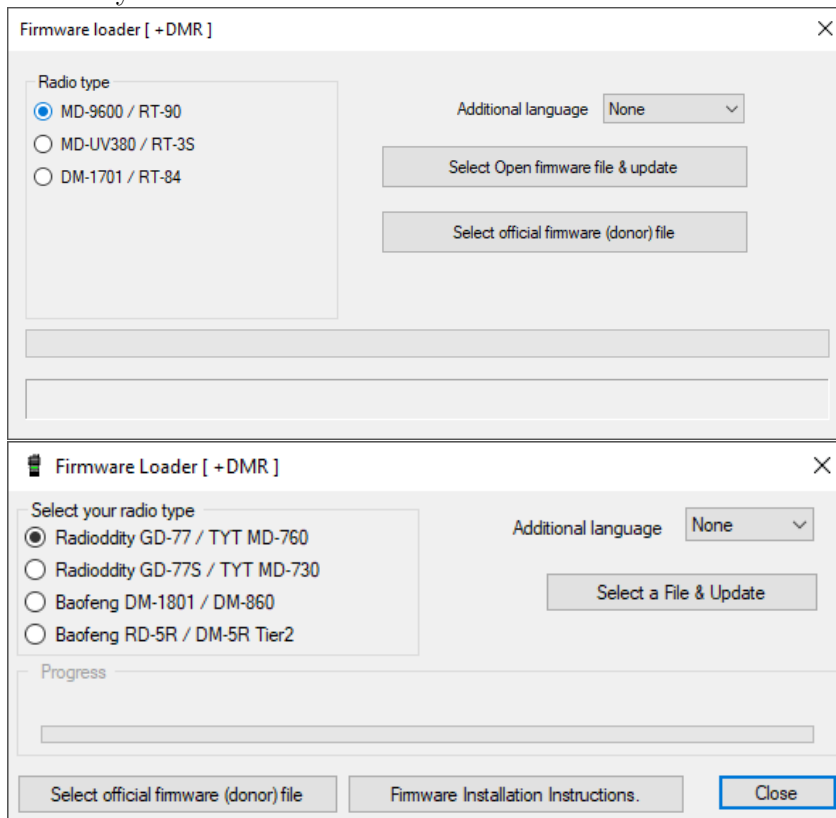 Firmware loader [ +DMR ]
Radio type
MD-9600 / RT-90
MD-UV380 / RT-3S
DM-1701 / RT-84
Additional language None
Select Open firmware file & update
Select official firmware (donor) file
Firmware Loader [ +DMR ]
Select your radio type
Radioddity GD-77 / TYT MD-760
Radioddity GD-77S / TYT MD-730
Baofeng DM-1801 / DM-860
Baofeng RD-5R / DM-5R Tier2
Additional language None
Select a File & Update
Progress
Select official firmware (donor) file
Firmware Installation Instructions.
Close